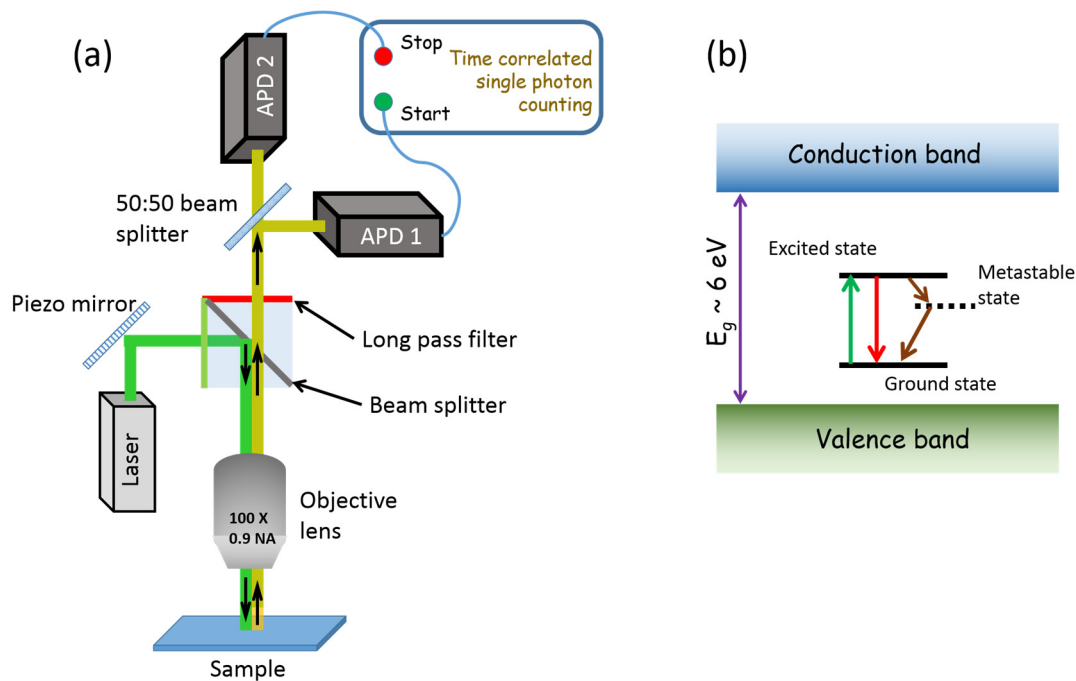 (a)
APD 2
Stop
Start
Time correlated
single photon
counting
50:50 beam
splitter
APD 1
Piezo mirror
Long pass filter
Beam splitter
Laser
100 X
0.9 NA
Objective
lens
Sample
(b)
Conduction band
E_g ~ 6 eV
Excited state
Metastable
state
Ground state
Valence band